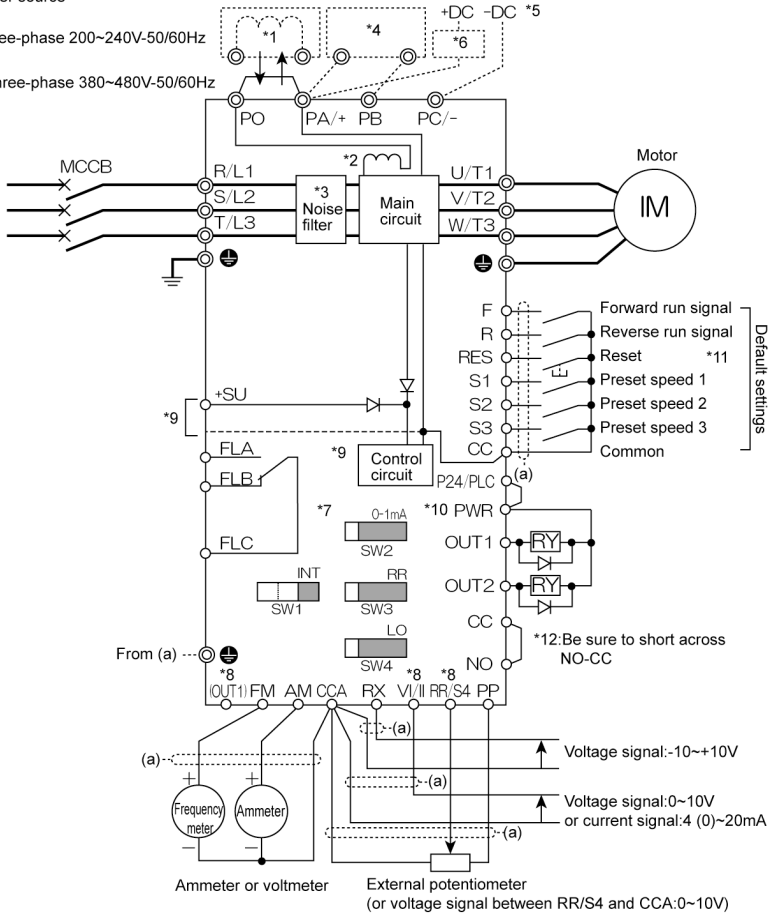 ee-phase 200~240V-50/60Hz
hree-phase 380~480V-50/60Hz
*1
*4
+DC -DC *5
*6
PO
PA/+ PB
PC/-
MCCB
R/L1
S/L2
T/L3
*2
*3
Noise
filter
Main
circuit
U/T1
V/T2
W/T3
Motor
IM
F
R
RES
S1
S2
S3
CC
Forward run signal
Reverse run signal
Reset *11
Preset speed 1
Preset speed 2
Preset speed 3
Common
Default settings
+SU
*9
FLA
FLB
FLC
*9
Control
circuit
(a)
P24/PLC
*10 PWR
OUT1
RY
OUT2
RY
CC
NO
*12:Be sure to short across
NO-CC
*7
0-1mA
SW2
INT
SW1
RR
SW3
LO
SW4
From (a)
*8
*8
*8
(OUT1) FM AM CCA RX VI/II RR/S4 PP
(a)
(a)
(a)
(a)
+
+
Frequency
meter
Ammeter
−
−
Voltage signal:-10~+10V
Voltage signal:0~10V
or current signal:4 (0)~20mA
Ammeter or voltmeter
External potentiometer
(or voltage signal between RR/S4 and CCA:0~10V)